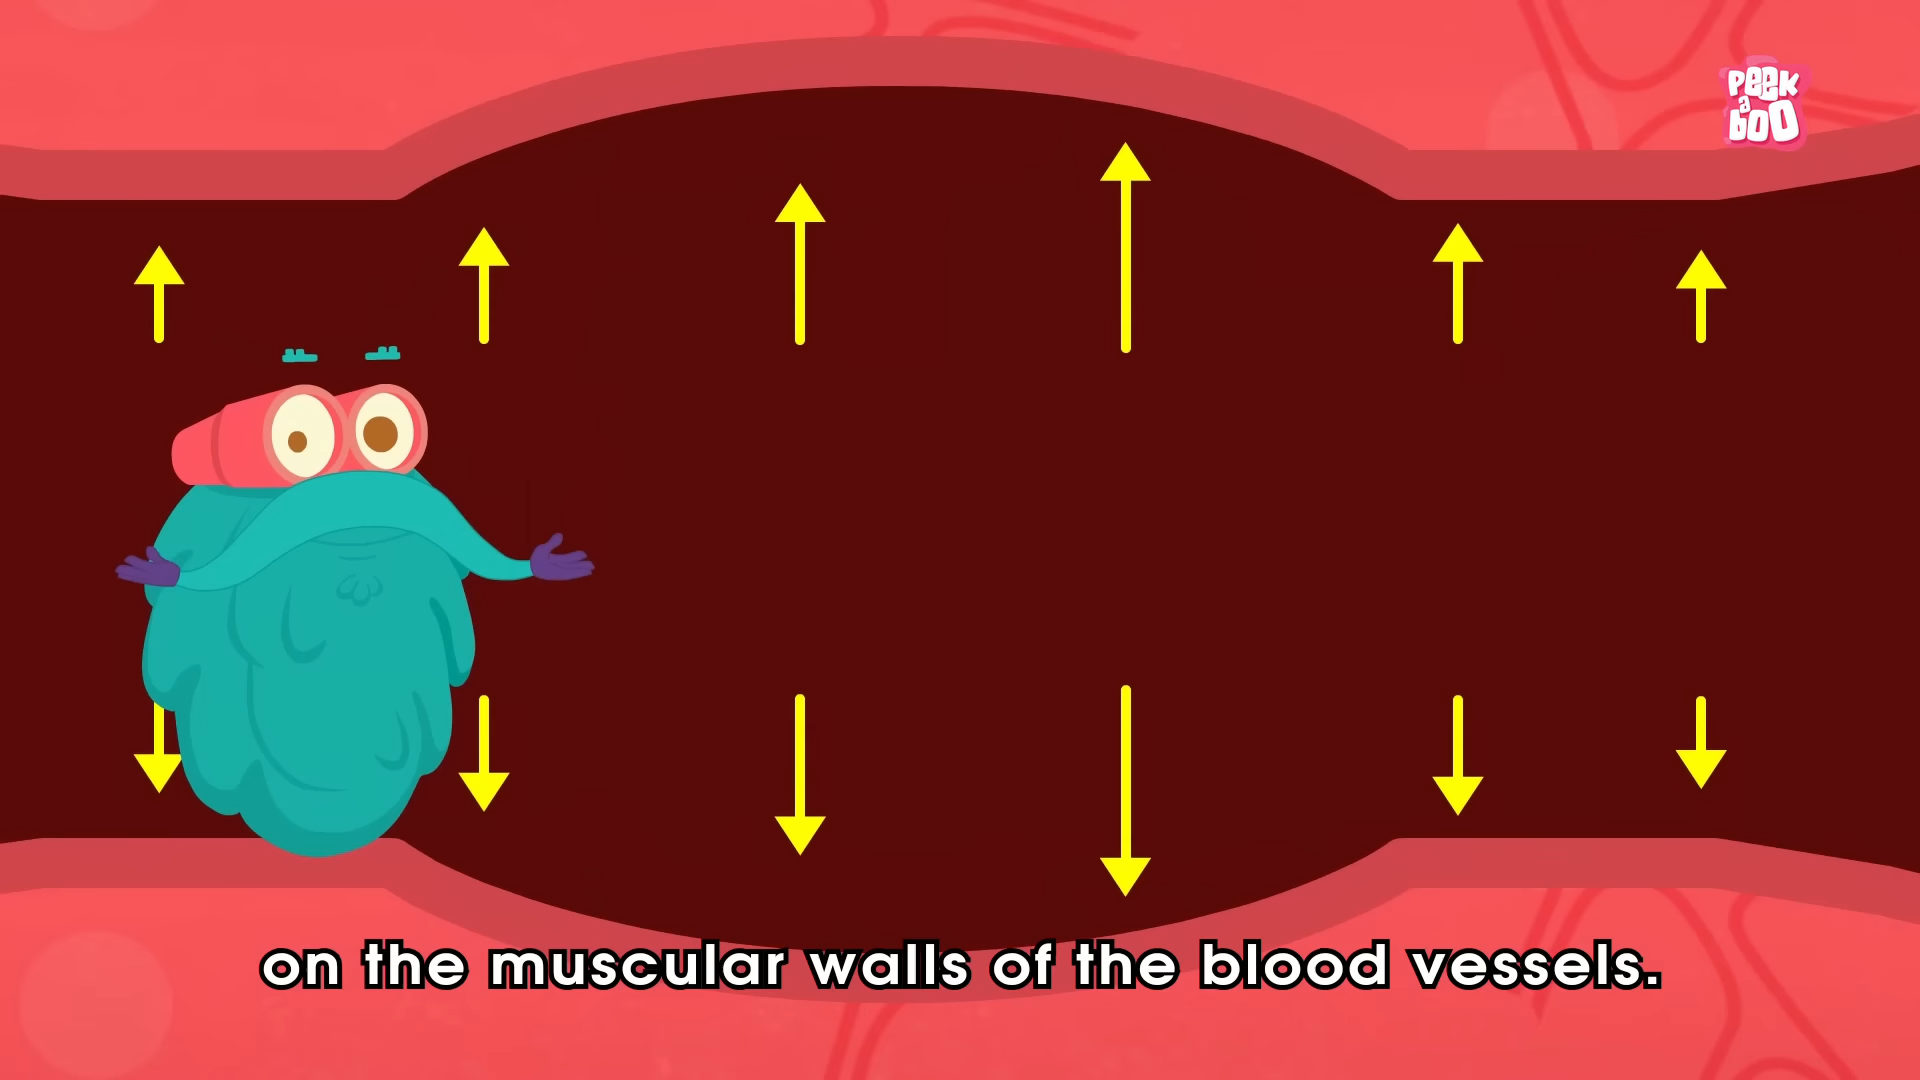 Peek
a
boo
on the muscular walls of the blood vessels.